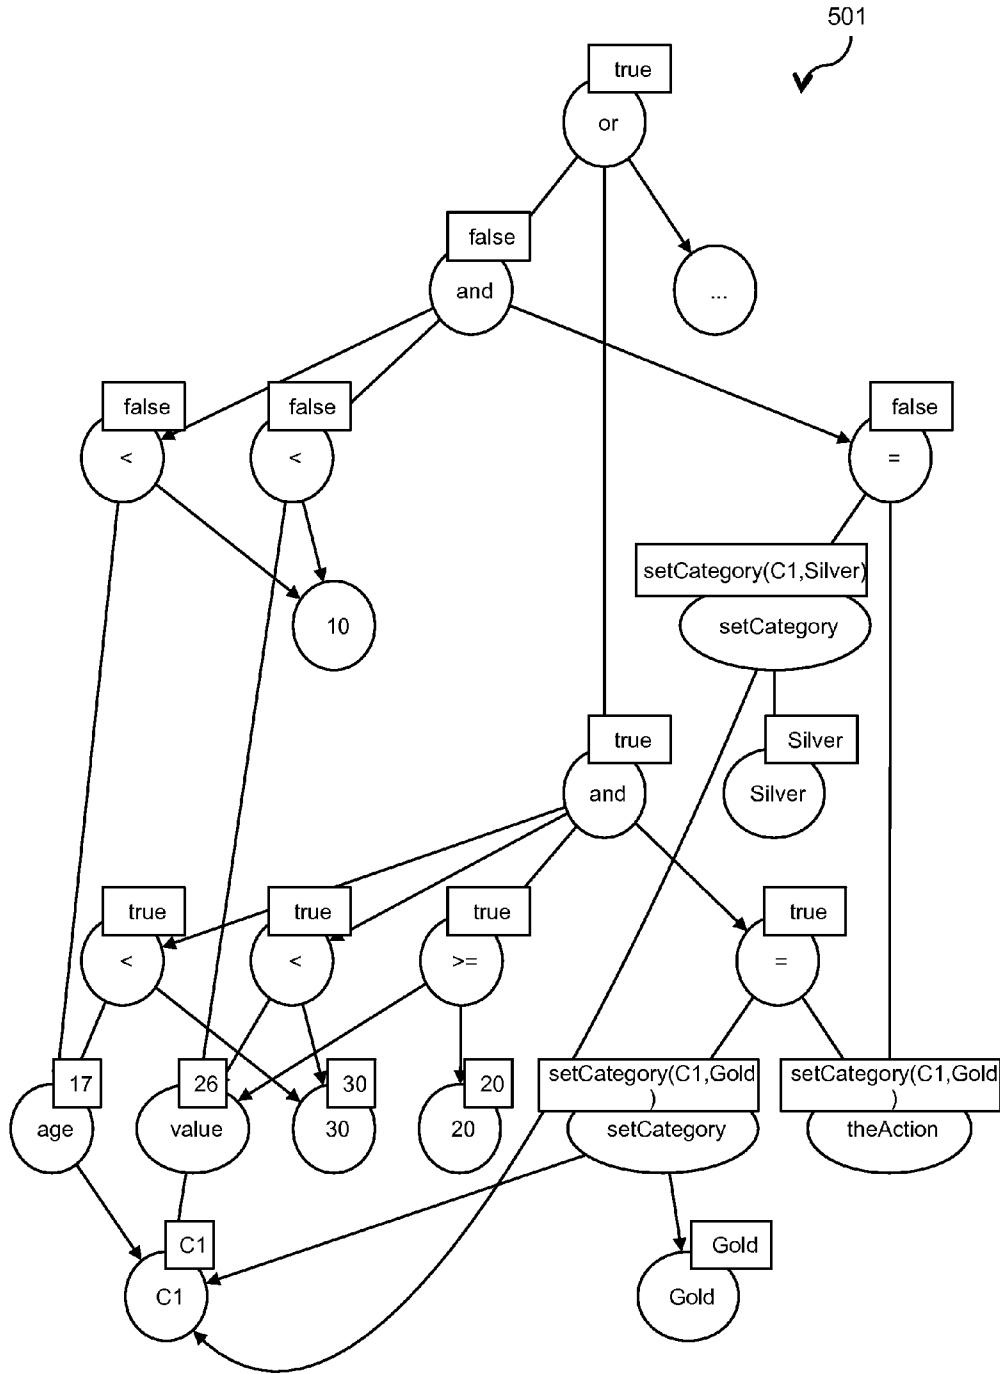 501
true
or
false
and
...
false
false
false
<
<
=
setCategory(C1,Silver)
10
setCategory
true
Silver
and
Silver
true
true
true
true
<
<
>=
=
17
26
30
20
setCategory(C1,Gold
)
setCategory(C1,Gold
)
age
value
30
20
setCategory
theAction
C1
Gold
C1
Gold